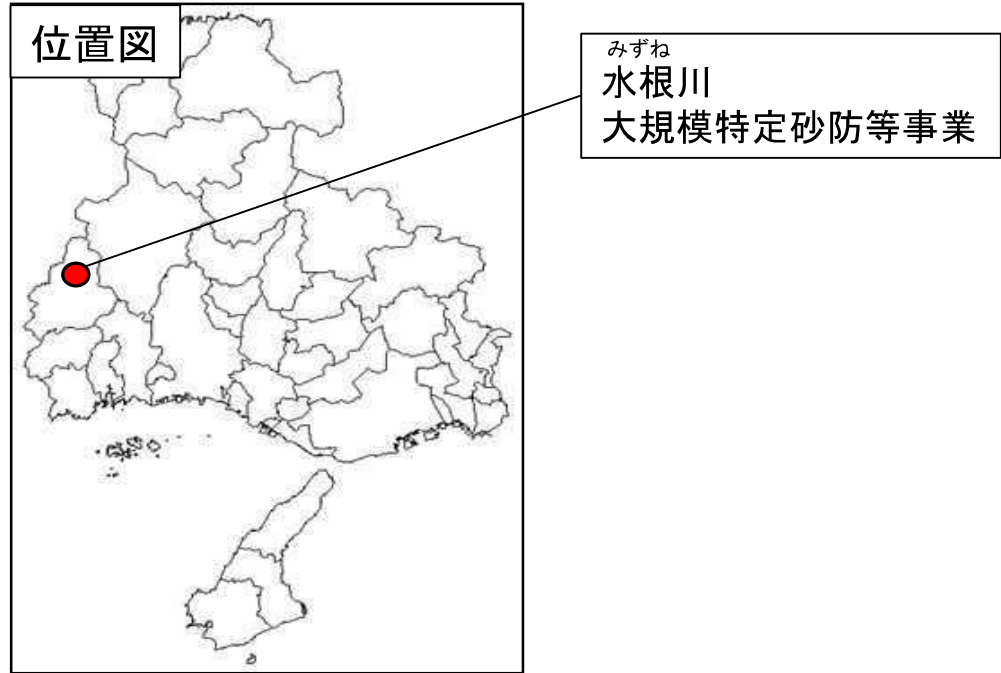 位置図
みずね
水根川
大規模特定砂防等事業